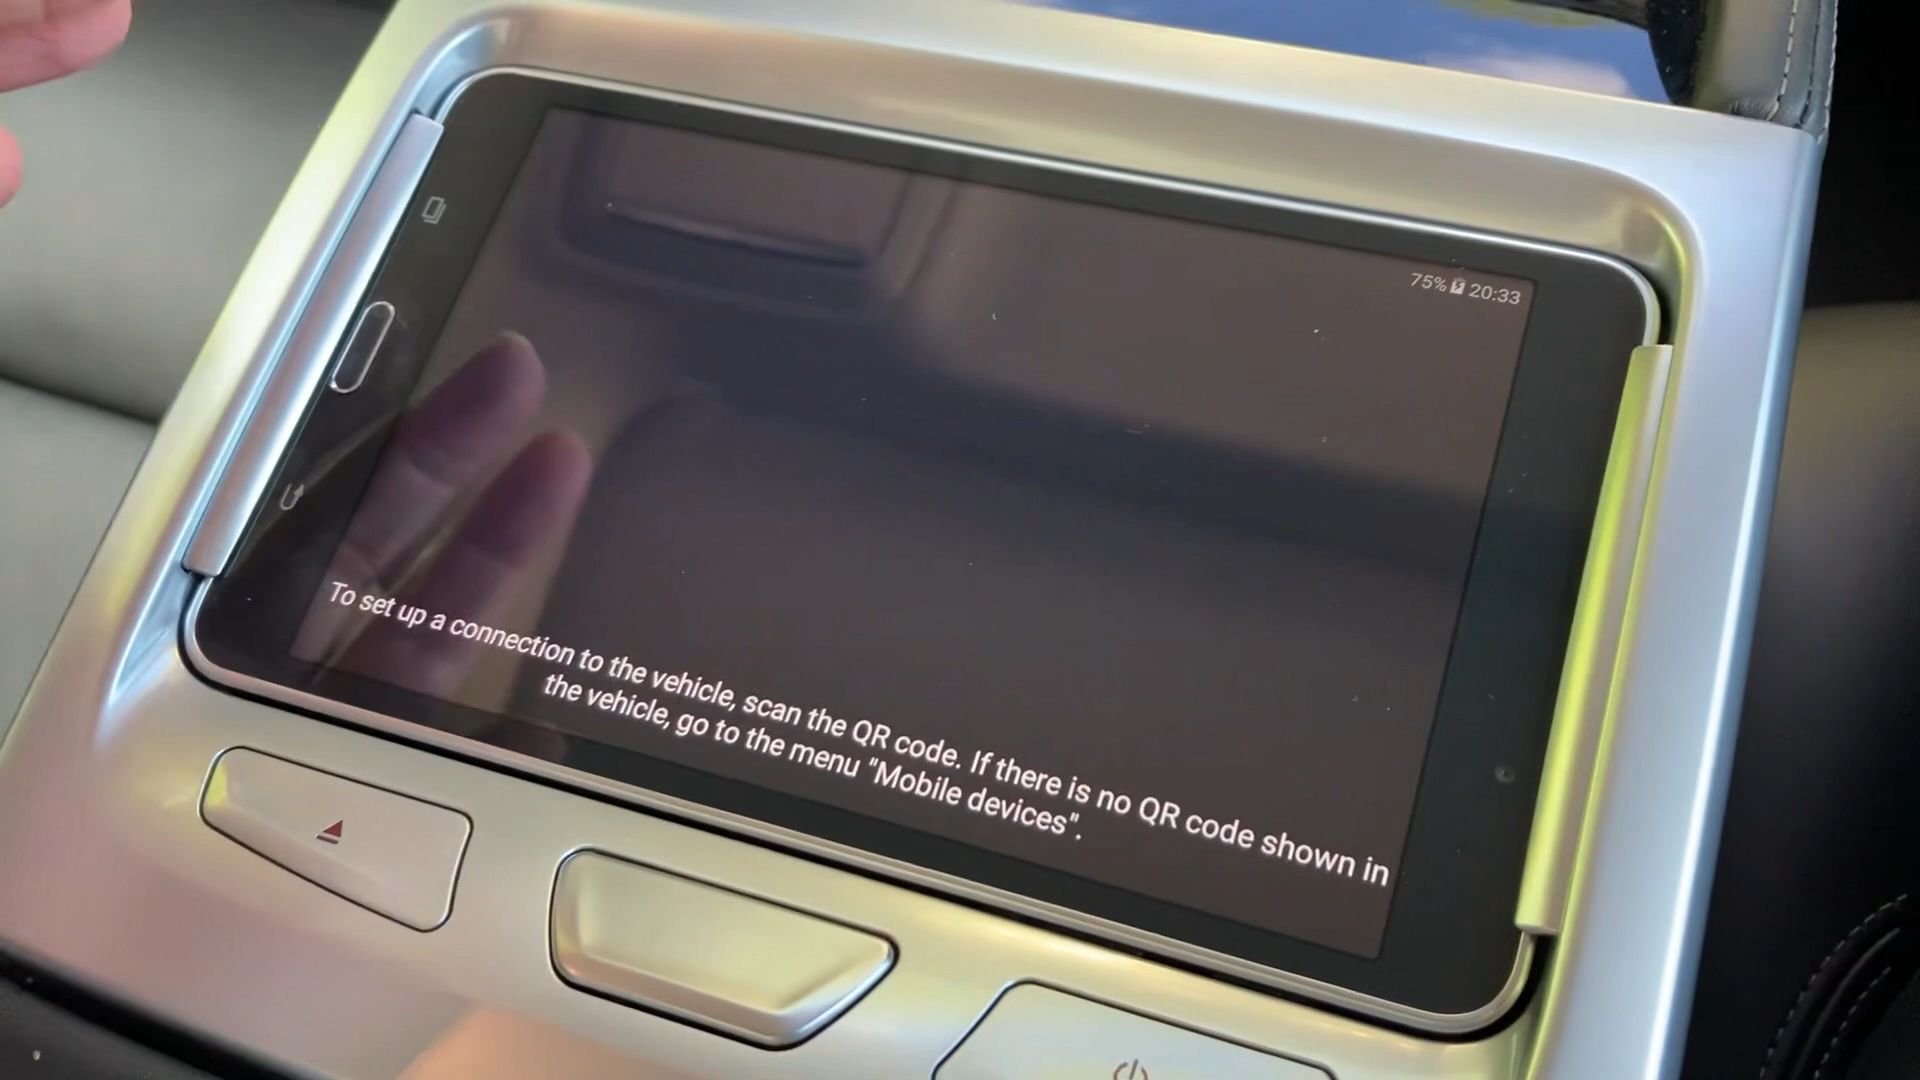 75% 20:33
To set up a connection to the vehicle, scan the QR code. If there is no QR code shown in
the vehicle, go to the menu "Mobile devices".